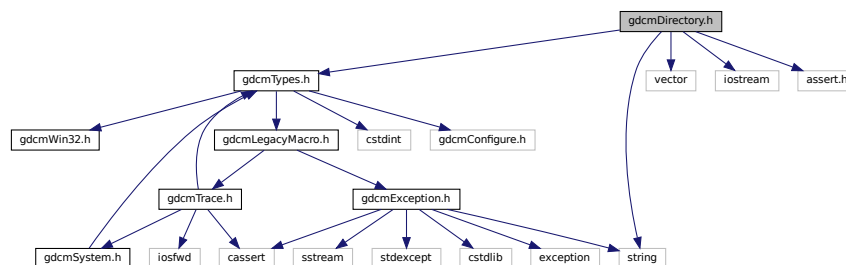 gdcmDirectory.h
gdcmTypes.h
vector
iostream
assert.h
gdcmWin32.h
gdcmLegacyMacro.h
cstdint
gdcmConfigure.h
gdcmTrace.h
gdcmException.h
gdcmSystem.h
iosfwd
cassert
sstream
stdexcept
cstdlib
exception
string